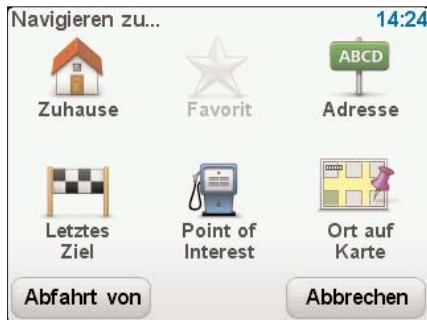 Navigieren zu...
14:24
ABCD
Zuhause
Favorit
Adresse
Letztes
Ziel
Point of
Interest
Ort auf
Karte
Abfahrt von
Abbrechen